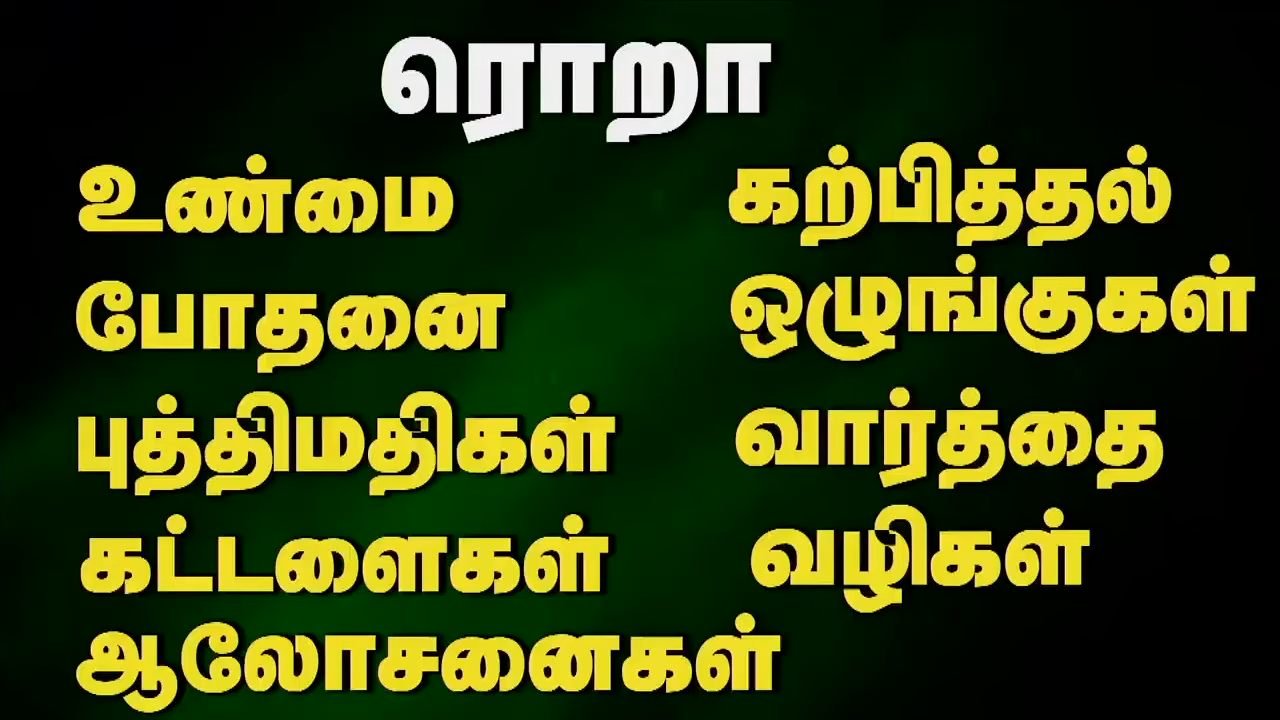 ரொறா
உண்மை
போதனை
புத்திமதிகள்
கட்டளைகள்
ஆலோசனைகள்
கற்பித்தல்
ஒழுங்குகள்
வார்த்தை
வழிகள்